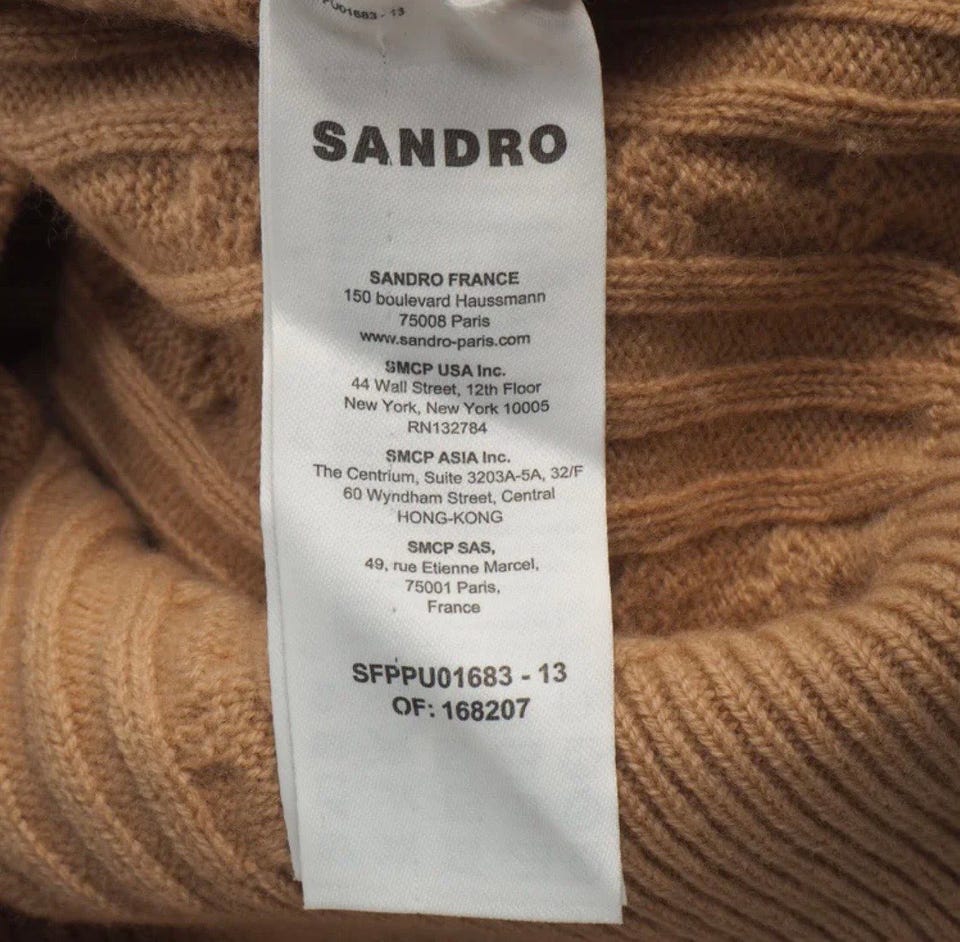 PU01683 - 13
SANDRO
SANDRO FRANCE
150 boulevard Haussmann
75008 Paris
www.sandro-paris.com
SMCP USA Inc.
44 Wall Street, 12th Floor
New York, New York 10005
RN132784
SMCP ASIA Inc.
The Centrium, Suite 3203A-5A, 32/F
60 Wyndham Street, Central
HONG-KONG
SMCP SAS,
49, rue Etienne Marcel,
75001 Paris,
France
SFPPU01683 - 13
OF: 168207